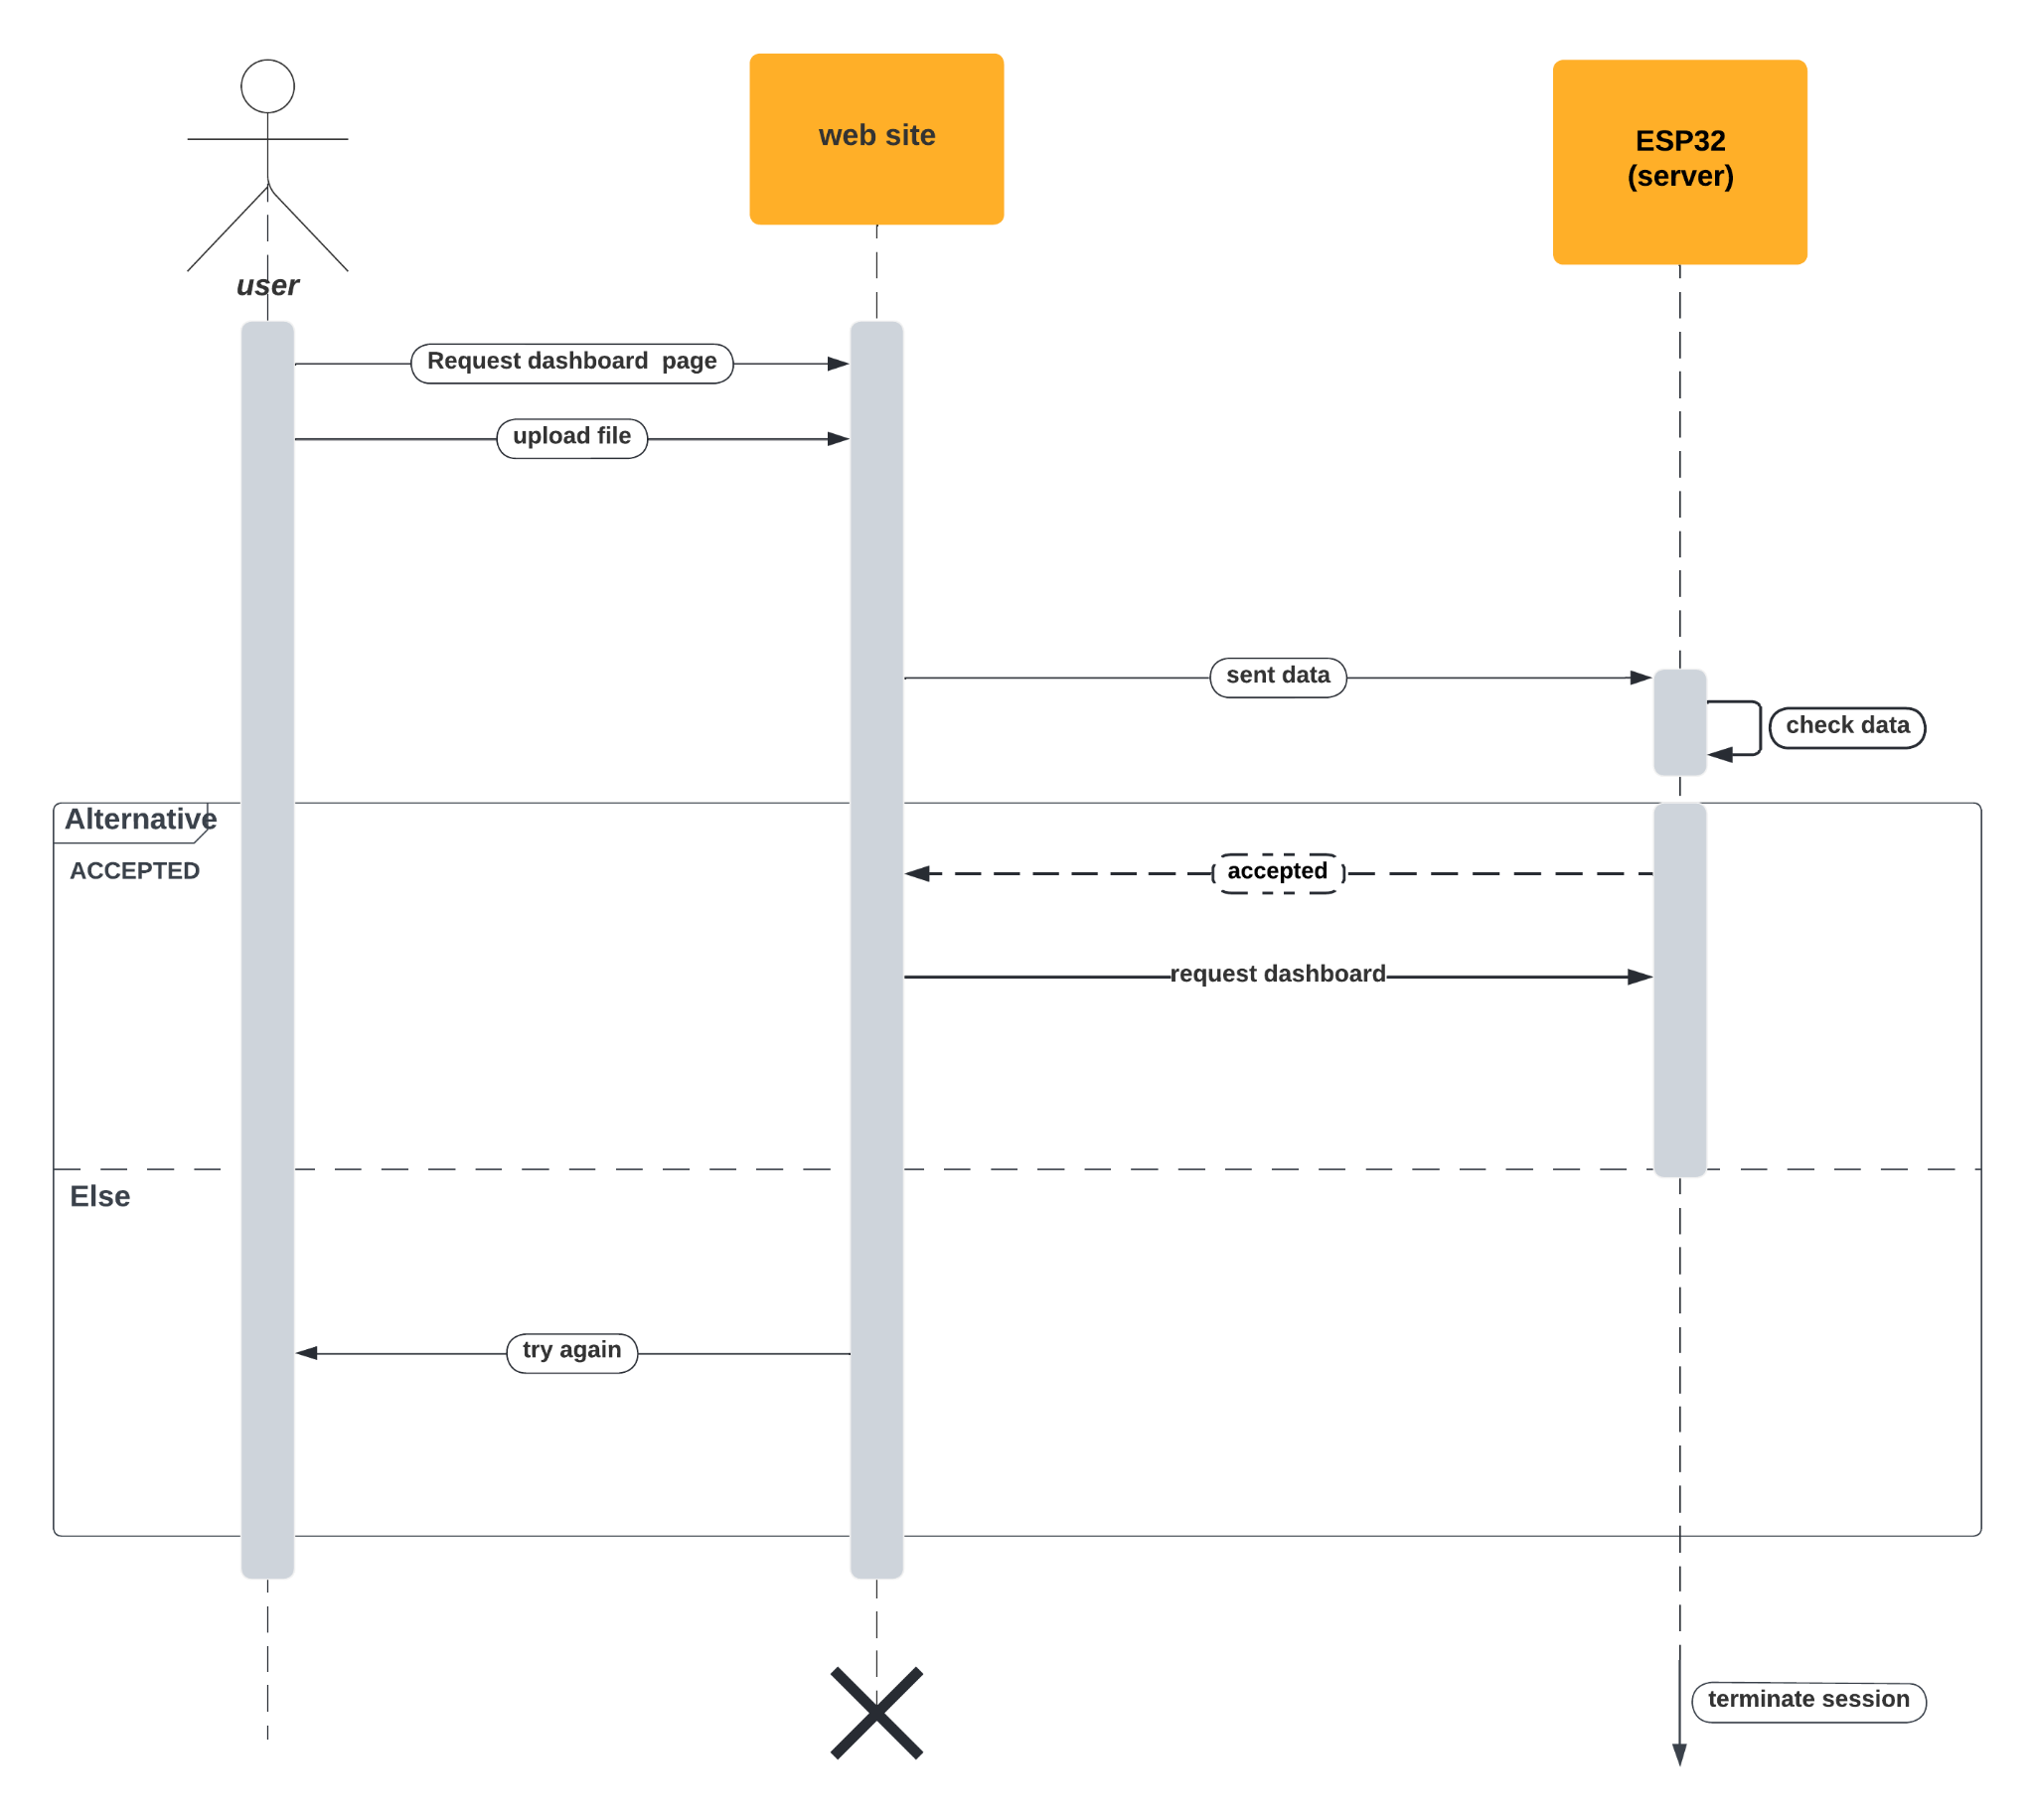 web site
ESP32
(server)
user
Request dashboard  page
upload file
sent data
check data
Alternative
ACCEPTED
accepted
request dashboard
Else
try again
terminate session